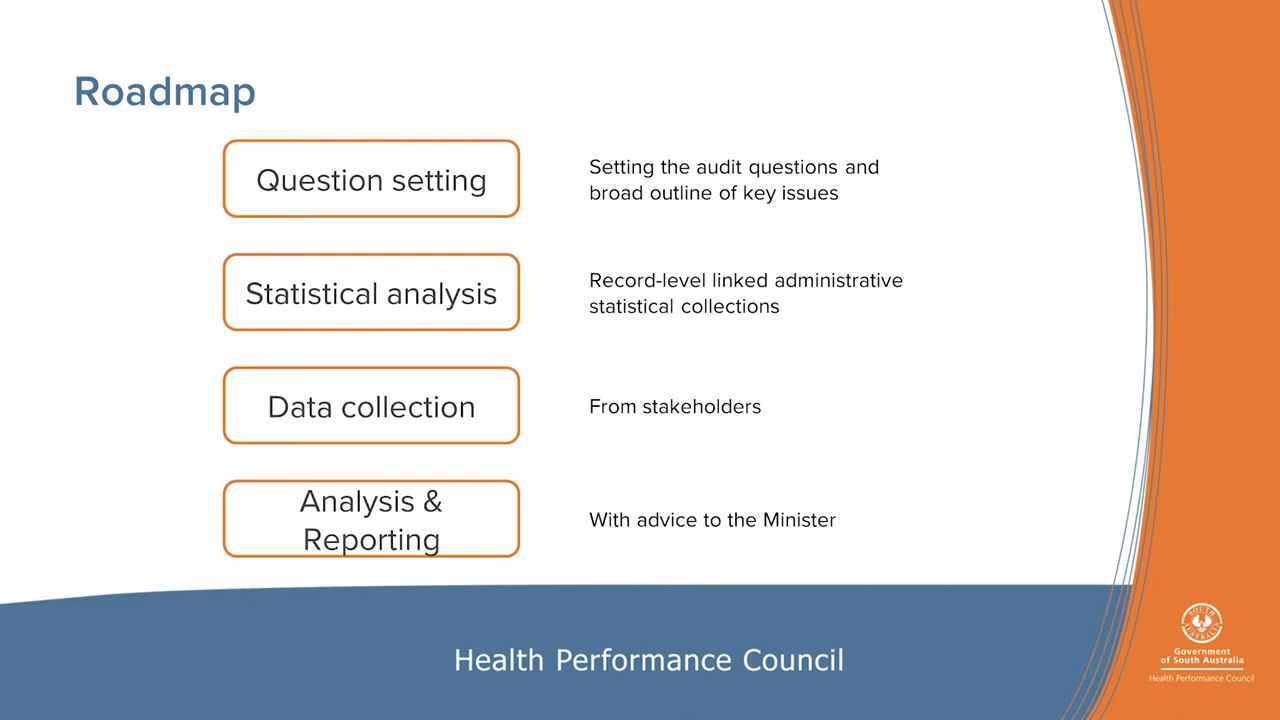 Roadmap
Question setting
Setting the audit questions and
broad outline of key issues
Statistical analysis
Record-level linked administrative
statistical collections
Data collection
From stakeholders
Analysis &
Reporting
With advice to the Minister
Health Performance Council
SOUTH
AUSTRALIA
Government
of South Australia
Health Performance Council